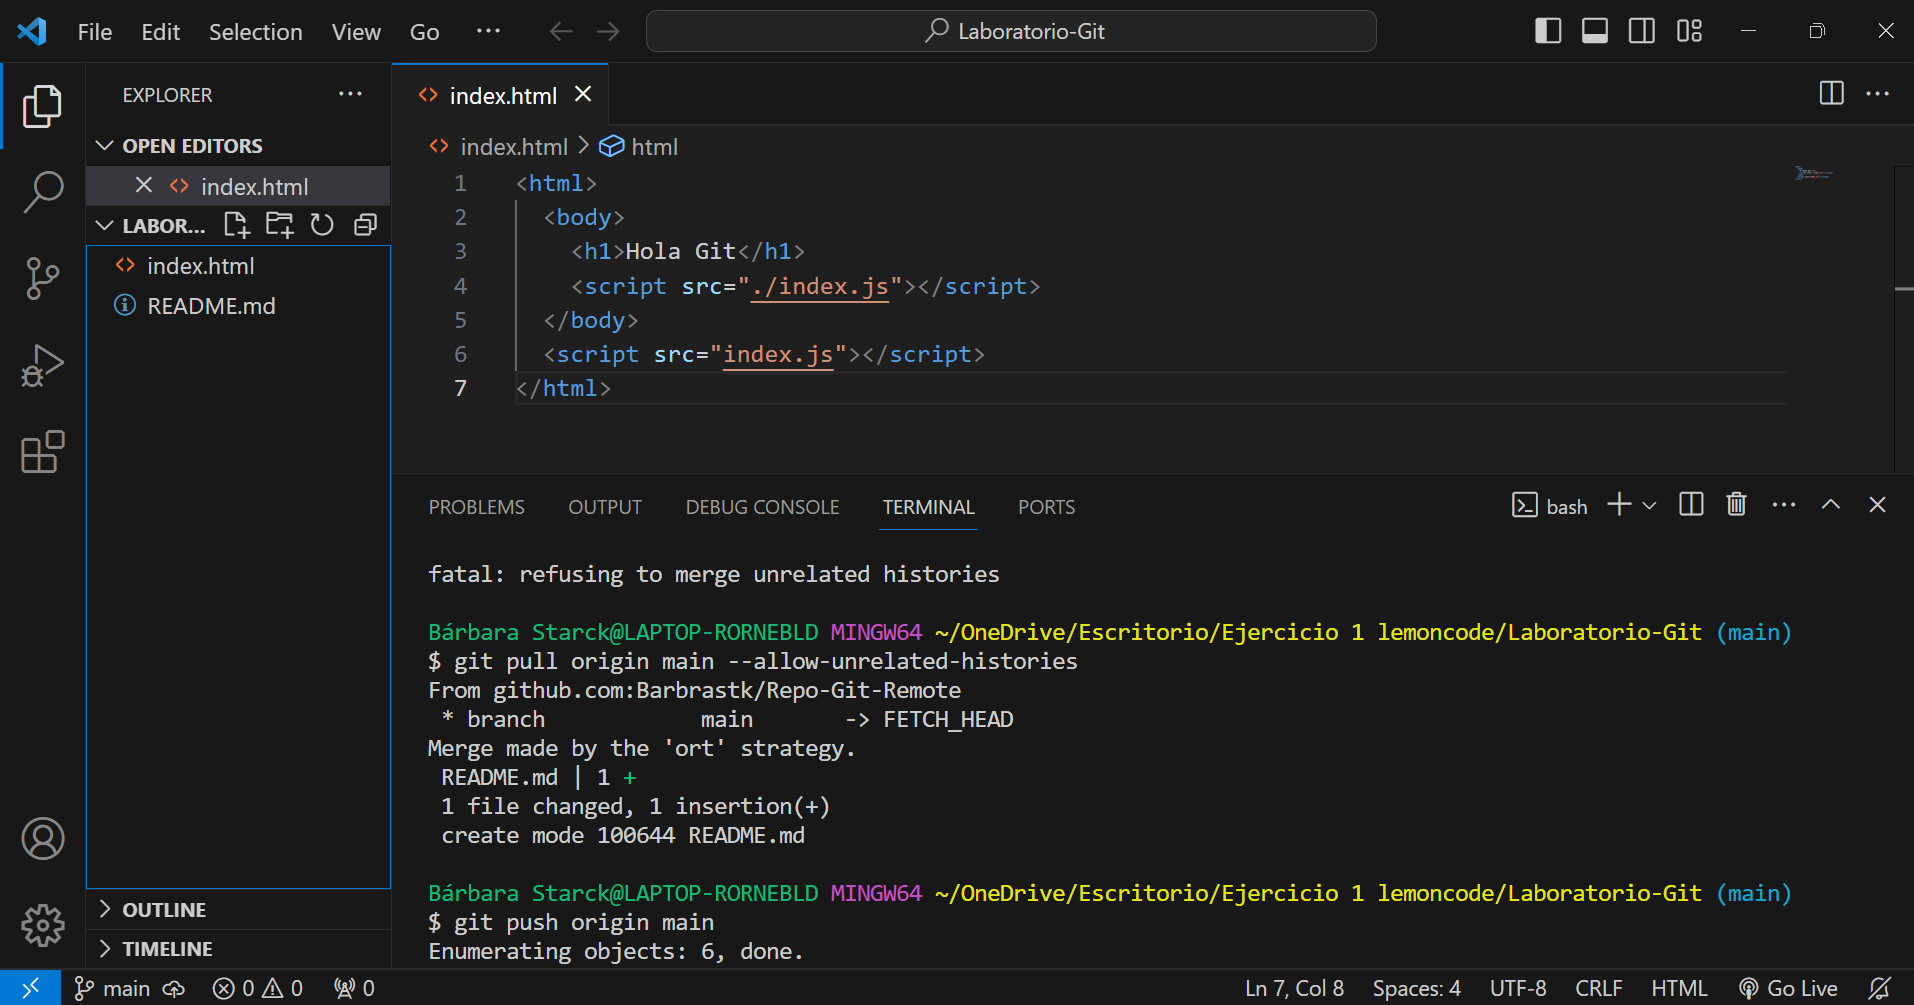 File Edit Selection View Go ··· Laboratorio-Git
EXPLORER ···
OPEN EDITORS
index.html
LABOR...
index.html
README.md
OUTLINE
TIMELINE
index.html
index.html > html
1 <html>
2 <body>
3 <h1>Hola Git</h1>
4 <script src="./index.js"></script>
5 </body>
6 <script src="index.js"></script>
7 </html>
PROBLEMS OUTPUT DEBUG CONSOLE TERMINAL PORTS bash
fatal: refusing to merge unrelated histories
Bárbara Starck@LAPTOP-RORNEBLD MINGW64 ~/OneDrive/Escritorio/Ejercicio 1 lemoncode/Laboratorio-Git (main)
$ git pull origin main --allow-unrelated-histories
From github.com:Barbrastk/Repo-Git-Remote
* branch main -> FETCH_HEAD
Merge made by the 'ort' strategy.
README.md | 1 +
1 file changed, 1 insertion(+)
create mode 100644 README.md
Bárbara Starck@LAPTOP-RORNEBLD MINGW64 ~/OneDrive/Escritorio/Ejercicio 1 lemoncode/Laboratorio-Git (main)
$ git push origin main
Enumerating objects: 6, done.
main 0 0 0 Ln 7, Col 8 Spaces: 4 UTF-8 CRLF HTML Go Live